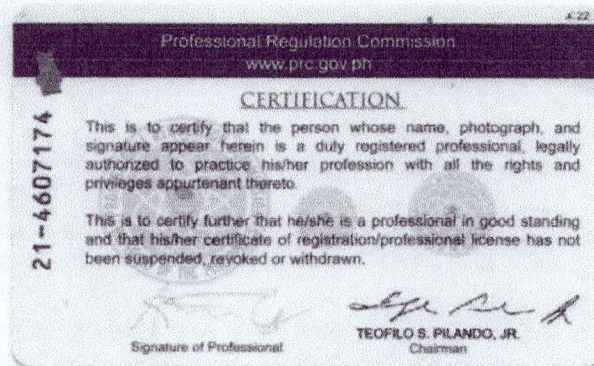 Professional Regulation Commission
www.prc.gov.ph
CERTIFICATION
This is to certify that the person whose name, photograph, and
signature appear herein is a duly registered professional, legally
authorized to practice his/her profession with all the rights and
privileges appurtenant thereto.
This is to certify further that he/she is a professional in good standing
and that his/her certificate of registration/professional license has not
been suspended, revoked or withdrawn.
21-4607174
Signature of Professional
TEOFILO S. PILANDO, JR.
Chairman